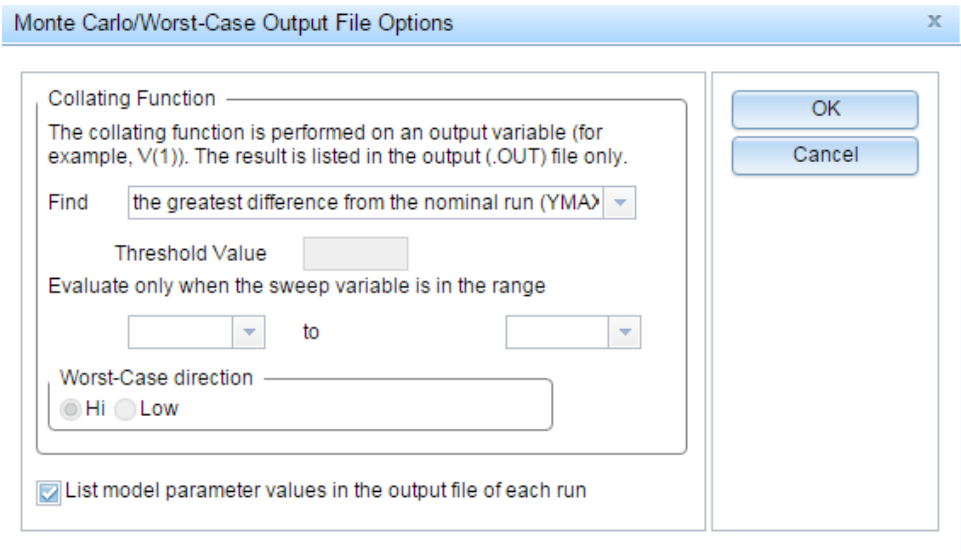 Monte Carlo/Worst-Case Output File Options
x
Collating Function
The collating function is performed on an output variable (for
example, V(1)). The result is listed in the output (.OUT) file only.
Find the greatest difference from the nominal run (YMAX
Threshold Value
Evaluate only when the sweep variable is in the range
to
Worst-Case direction
Hi Low
List model parameter values in the output file of each run
OK
Cancel